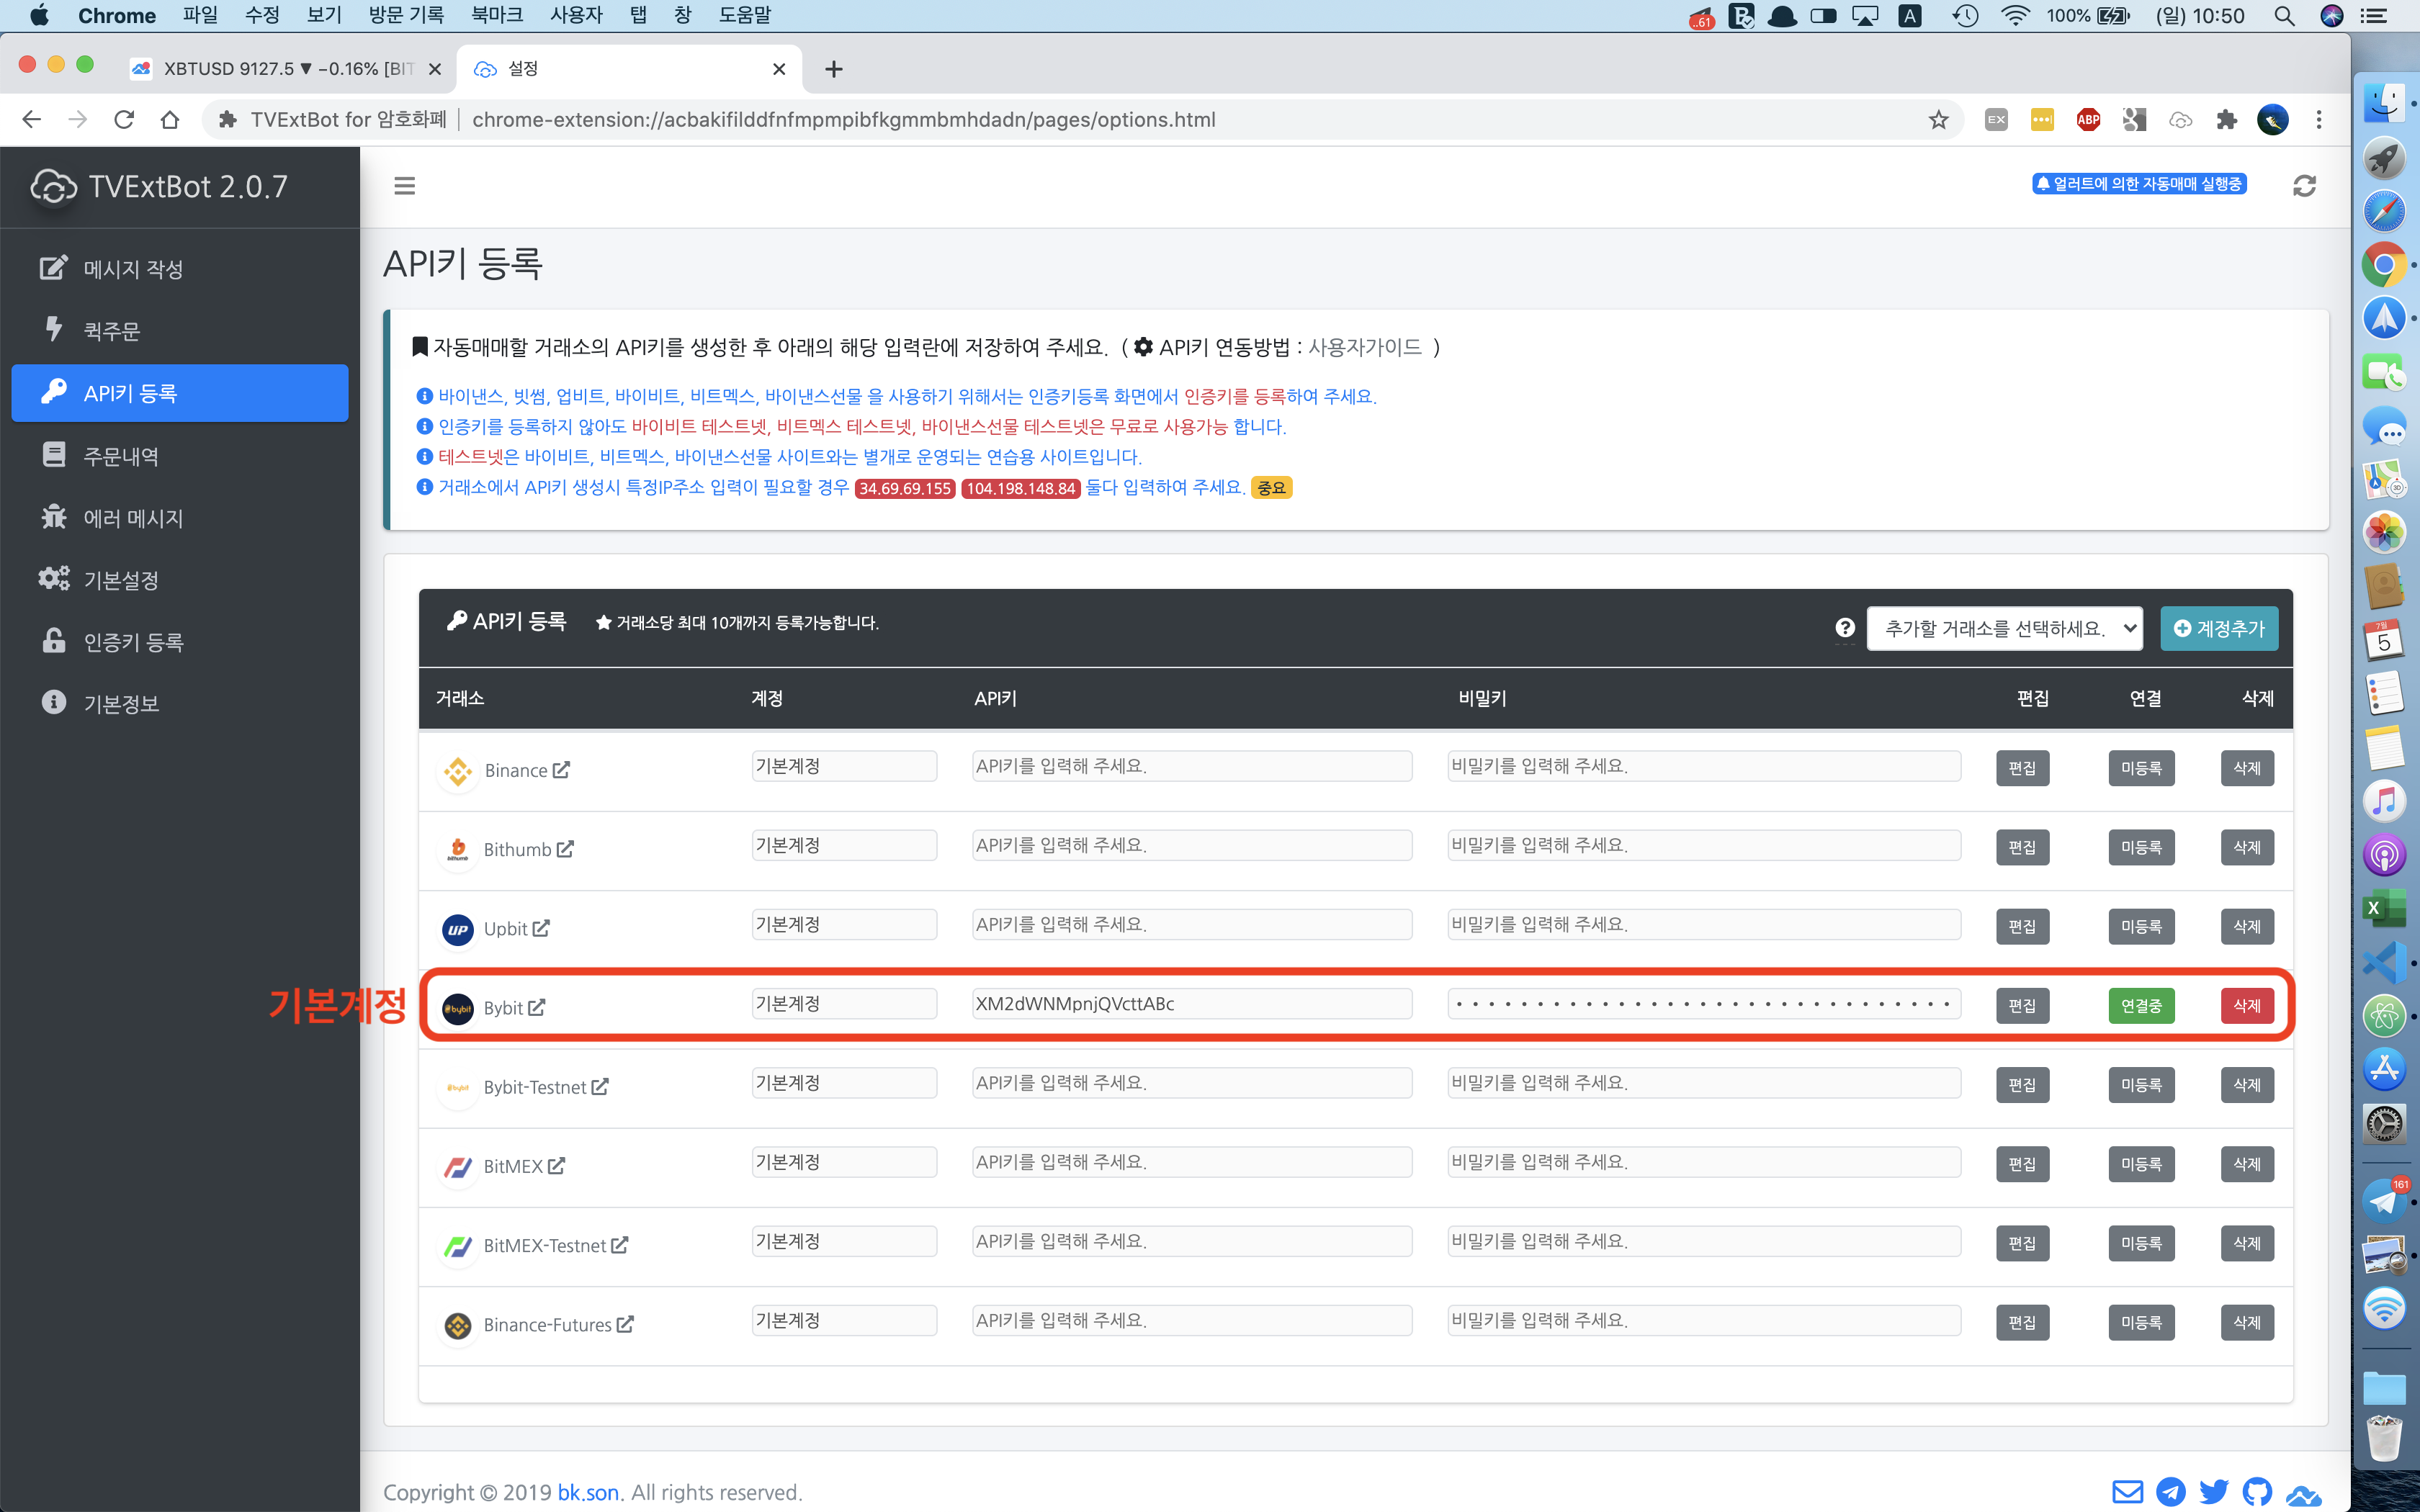 Chrome 파일 수정 보기 방문 기록 북마크 사용자 탭 창 도움말
..61 A 100% (일) 10:50
XBTUSD 9127.5 ▼ −0.16% [BIT 설정
TVExtBot for 암호화폐 chrome-extension://acbakifilddfnfmpmpibfkgmmbmhdadn/pages/options.html
EX ABP
TVExtBot 2.0.7
얼러트에 의한 자동매매 실행중
메시지 작성
퀵주문
API키 등록
주문내역
에러 메시지
기본설정
인증키 등록
기본정보
API키 등록
자동매매할 거래소의 API키를 생성한 후 아래의 해당 입력란에 저장하여 주세요. ( API키 연동방법 : 사용자가이드 )
바이낸스, 빗썸, 업비트, 바이비트, 비트멕스, 바이낸스선물 을 사용하기 위해서는 인증키등록 화면에서 인증키를 등록하여 주세요.
인증키를 등록하지 않아도 바이비트 테스트넷, 비트멕스 테스트넷, 바이낸스선물 테스트넷은 무료로 사용가능 합니다.
테스트넷은 바이비트, 비트멕스, 바이낸스선물 사이트와는 별개로 운영되는 연습용 사이트입니다.
거래소에서 API키 생성시 특정IP주소 입력이 필요할 경우 34.69.69.155 104.198.148.84 둘다 입력하여 주세요. 중요
API키 등록 ★ 거래소당 최대 10개까지 등록가능합니다. 추가할 거래소를 선택하세요. 계정추가
거래소 계정 API키 비밀키 편집 연결 삭제
Binance 기본계정 API키를 입력해 주세요. 비밀키를 입력해 주세요. 편집 미등록 삭제
Bithumb 기본계정 API키를 입력해 주세요. 비밀키를 입력해 주세요. 편집 미등록 삭제
Upbit 기본계정 API키를 입력해 주세요. 비밀키를 입력해 주세요. 편집 미등록 삭제
기본계정 Bybit 기본계정 XM2dWNMpnjQVcttABc 편집 연결중 삭제
Bybit-Testnet 기본계정 API키를 입력해 주세요. 비밀키를 입력해 주세요. 편집 미등록 삭제
BitMEX 기본계정 API키를 입력해 주세요. 비밀키를 입력해 주세요. 편집 미등록 삭제
BitMEX-Testnet 기본계정 API키를 입력해 주세요. 비밀키를 입력해 주세요. 편집 미등록 삭제
Binance-Futures 기본계정 API키를 입력해 주세요. 비밀키를 입력해 주세요. 편집 미등록 삭제
Copyright © 2019 bk.son. All rights reserved.
7월
5
161